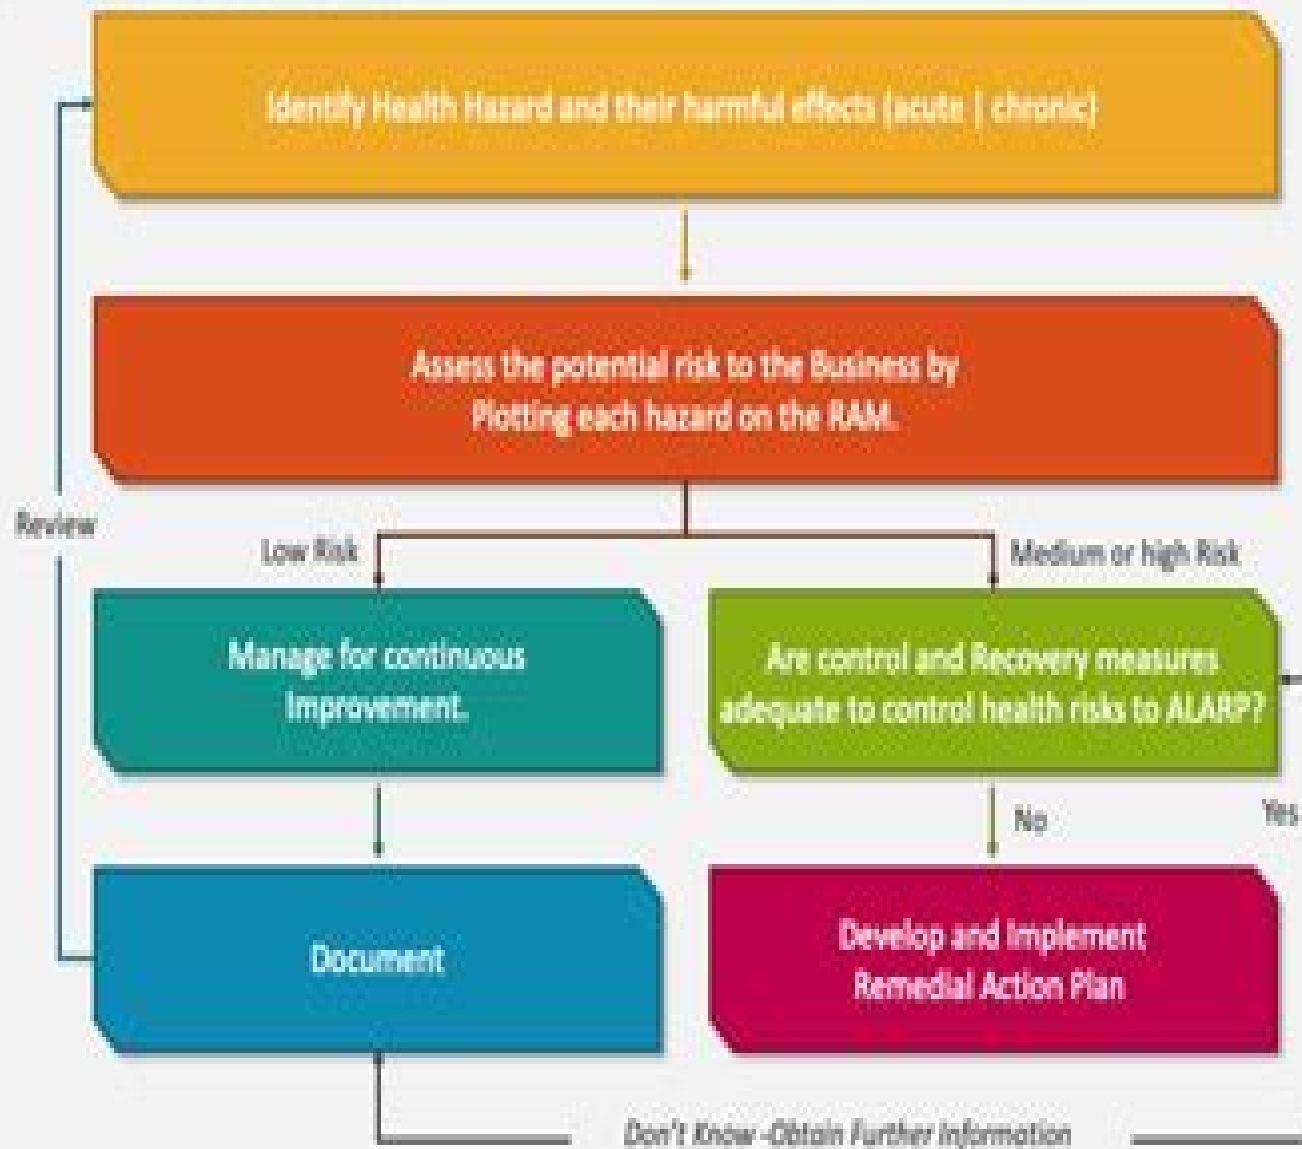 Identify Health Hazard and their harmful effects (acute | chronic)
Assess the potential risk to the Business by
Plotting each hazard on the RAM.
Review
Low Risk
Medium or high Risk
Manage for continuous
Improvement.
Are control and Recovery measures
adequate to control health risks to ALARP?
No
Yes
Document
Develop and Implement
Remedial Action Plan
Don't Know -Obtain Further Information